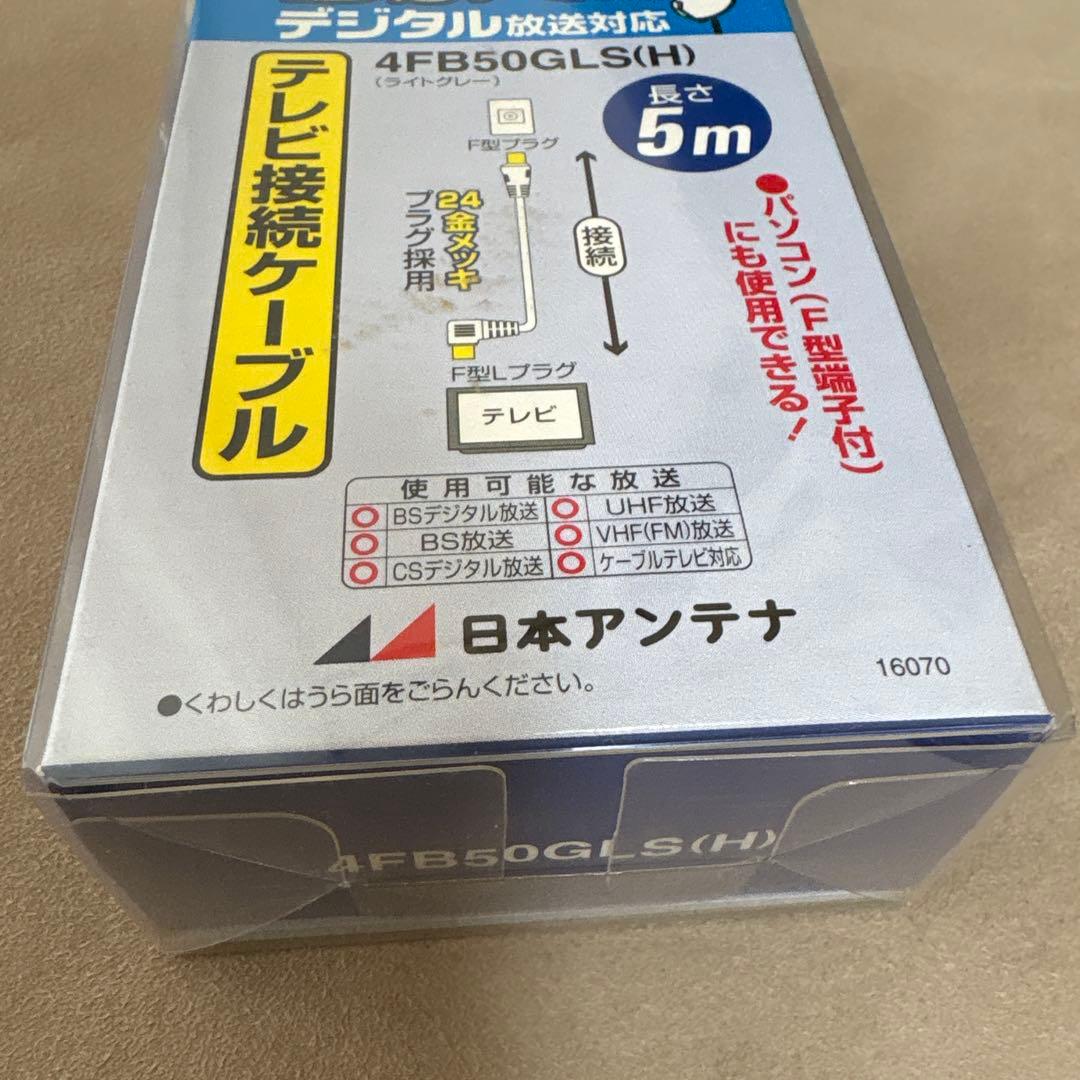 デジタル放送対応
4FB50GLS(H)
(ライトグレー)
長さ
5m
テレビ接続ケーブル
F型プラグ
24金メッキ
プラグ採用
接続
●パソコン(F型端子付)
にも使用できる!
F型Lプラグ
テレビ
使用可能な放送
○ BSデジタル放送 ○ UHF放送
○ BS放送 ○ VHF(FM)放送
○ CSデジタル放送 ○ ケーブルテレビ対応
日本アンテナ
16070
●くわしくはうら面をごらんください。
4FB50GLS(H)